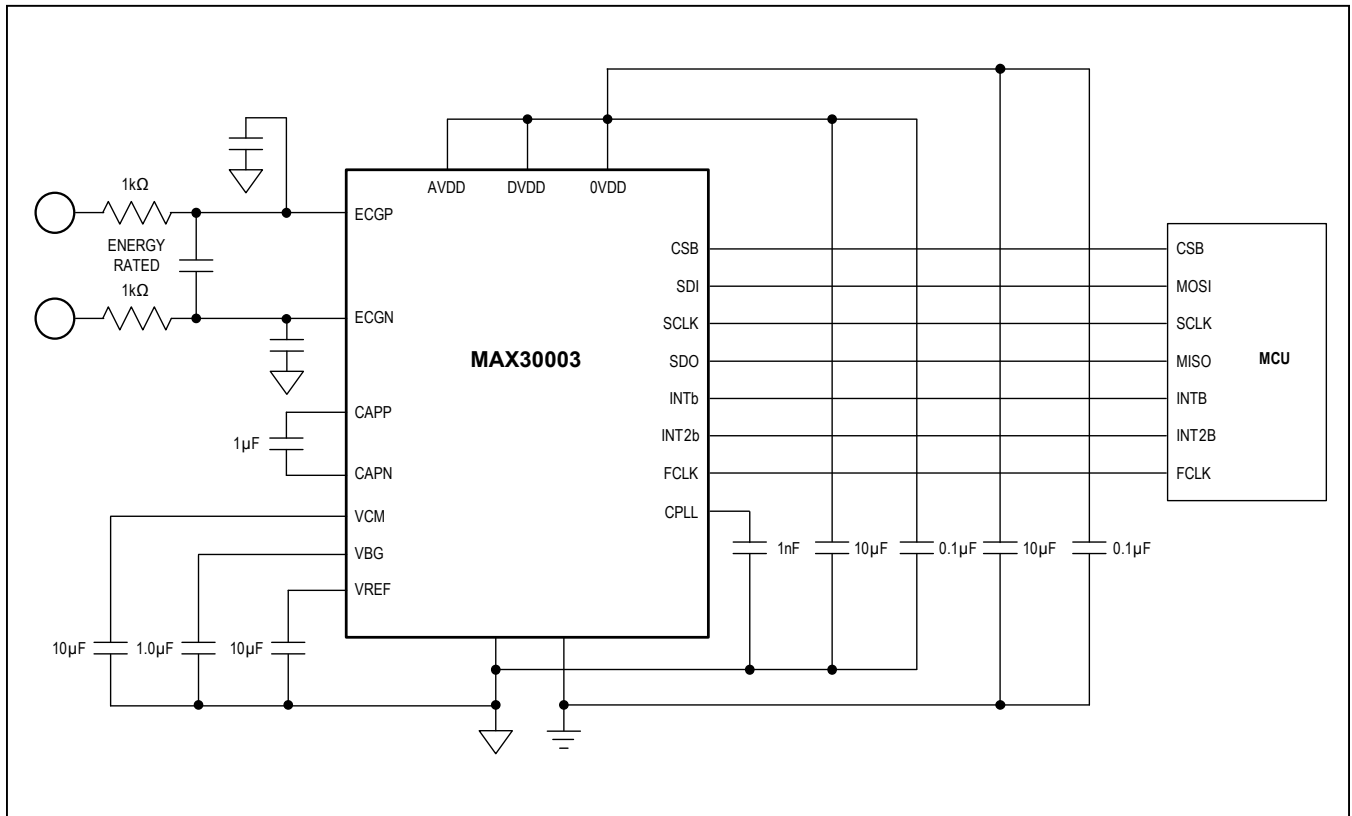 AVDD
DVDD
0VDD
1kΩ
ECGP
ENERGY
RATED
1kΩ
ECGN
MAX30003
CAPP
1µF
CAPN
VCM
VBG
VREF
10µF
1.0µF
10µF
CSB
SDI
SCLK
SDO
INTb
INT2b
FCLK
CPLL
1nF
10µF
0.1µF
10µF
0.1µF
CSB
MOSI
SCLK
MISO
MCU
INTB
INT2B
FCLK